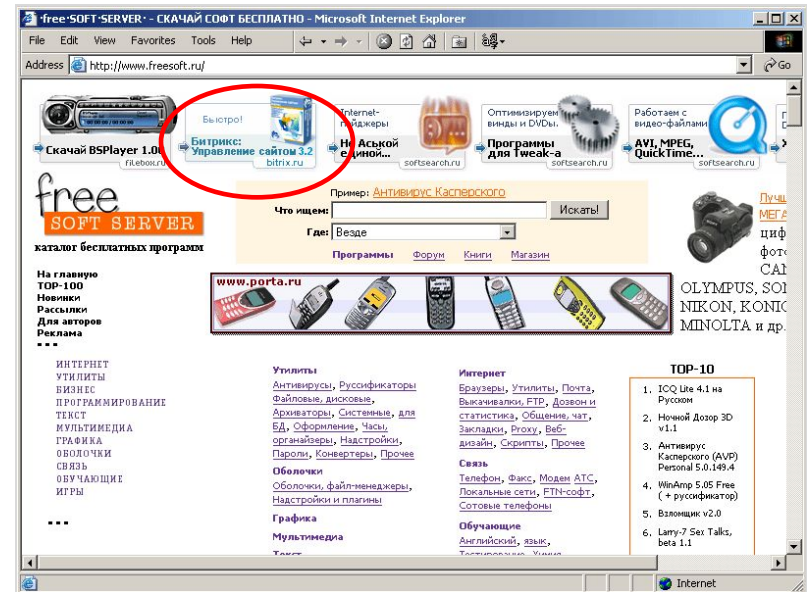 ·free·SOFT·SERVER· - СКАЧАЙ СОФТ БЕСПЛАТНО - Microsoft Internet Explorer
File Edit View Favorites Tools Help
Address http://www.freesoft.ru/ Go
Скачай BSPlayer 1.00
filebox.ru
Быстро!
Битрикс:
Управление сайтом 3.2
bitrix.ru
Internet-
пейджеры
Не Аськой
единой...
softsearch.ru
Оптимизируем
винды и DVDы.
Программы
для Tweak-а
softsearch.ru
Работаем с
видео-файлами
AVI, MPEG,
QuickTime...
softsearch.ru
free
SOFT SERVER
каталог бесплатных программ
Пример: Антивирус Касперского
Что ищем: Искать!
Где: Везде
Программы Форум Книги Магазин
На главную
TOP-100
Новинки
Рассылки
Для авторов
Реклама
www.porta.ru
OLYMPUS,
NIKON,
MINOLTA и др.
ИНТЕРНЕТ
УТИЛИТЫ
БИЗНЕС
ПРОГРАММИРОВАНИЕ
ТЕКСТ
МУЛЬТИМЕДИА
ГРАФИКА
ОБОЛОЧКИ
СВЯЗЬ
ОБУЧАЮЩИЕ
ИГРЫ
Утилиты
Антивирусы, Руссификаторы
Файловые, дисковые,
Архиваторы, Системные, для
БД, Оформление, Часы,
органайзеры, Надстройки,
Пароли, Конвертеры, Прочее
Оболочки
Оболочки, файл-менеджеры,
Надстройки и плагины
Графика
Мультимедиа
Текст
Интернет
Браузеры, Утилиты, Почта,
Выкачивалки, FTP, Дозвон и
статистика, Общение, чат,
Закладки, Proxy, Веб-
дизайн, Скрипты, Прочее
Связь
Телефон, Факс, Модем АТС,
Локальные сети, FTN-софт,
Сотовые телефоны
Обучающие
Английский, язык,
Тестирование, Химия
TOP-10
1. ICQ Lite 4.1 на
Русском
2. Ночной Дозор 3D
v1.1
3. Антивирус
Касперского (AVP)
Personal 5.0.149.4
4. WinAmp 5.05 Free
( + руссификатор)
5. Взломщик v2.0
6. Larry-7 Sex Talks,
beta 1.1
Internet